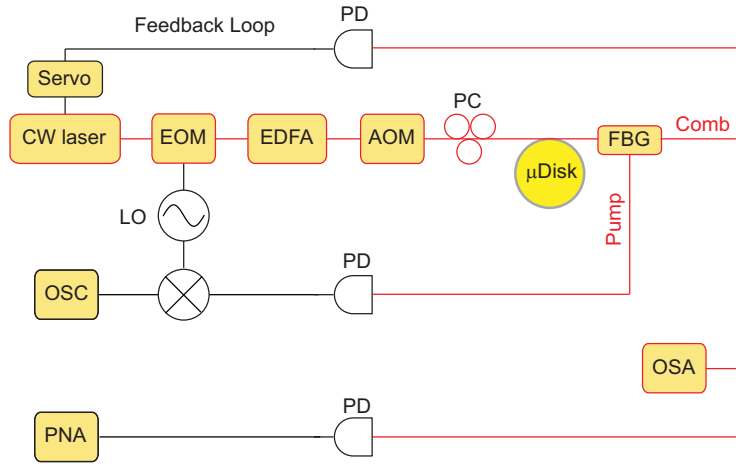 PD
Feedback Loop
Servo
PC
CW laser
EOM
EDFA
AOM
FBG
Comb
μDisk
Pump
LO
PD
OSC
OSA
PD
PNA